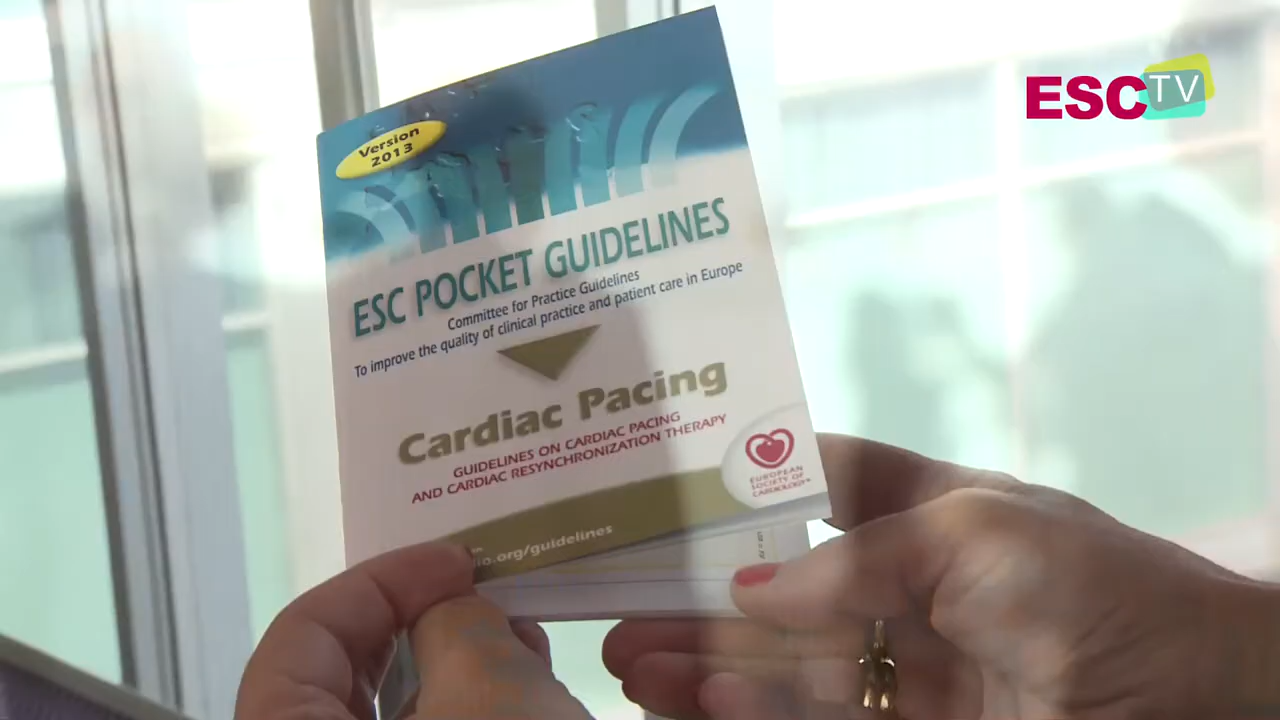 ESC TV
Version
2013
ESC POCKET GUIDELINES
Committee for Practice Guidelines
To improve the quality of clinical practice and patient care in Europe
Cardiac Pacing
GUIDELINES ON CARDIAC PACING
AND CARDIAC RESYNCHRONIZATION THERAPY
EUROPEAN
SOCIETY OF
CARDIOLOGY®
io.org/guidelines